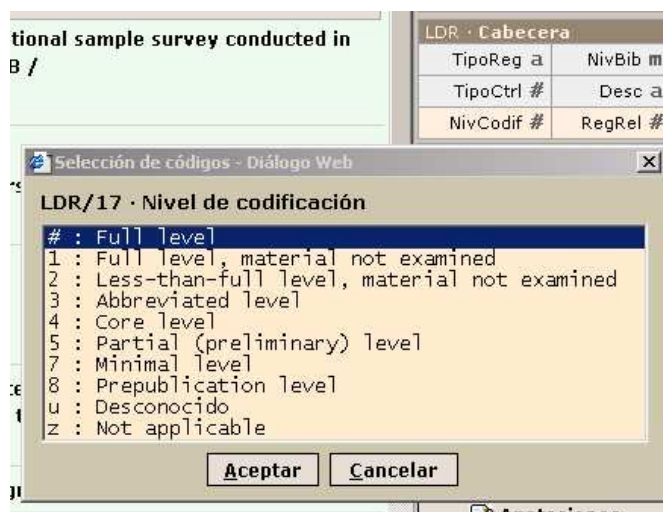 tional sample survey conducted in
B /
LDR · Cabecera
TipoReg a NivBib m
TipoCtrl # Desc a
NivCodif # RegRel #
Selección de códigos - Diálogo Web
LDR/17 · Nivel de codificación
# : Full level
1 : Full level, material not examined
2 : Less-than-full level, material not examined
3 : Abbreviated level
4 : Core level
5 : Partial (preliminary) level
7 : Minimal level
8 : Prepublication level
u : Desconocido
z : Not applicable
Aceptar Cancelar